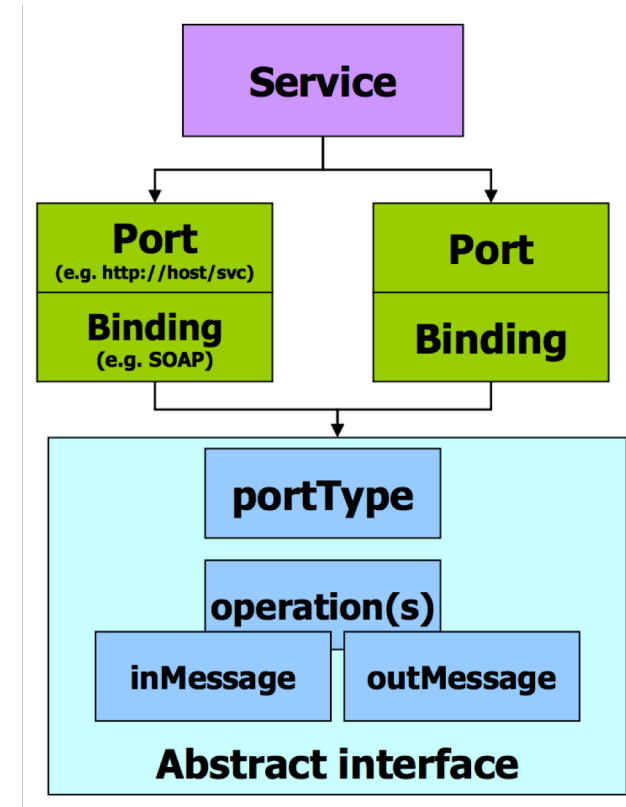 Service
Port
(e.g. http://host/svc)
Binding
(e.g. SOAP)
Port
Binding
portType
operation(s)
inMessage
outMessage
Abstract interface